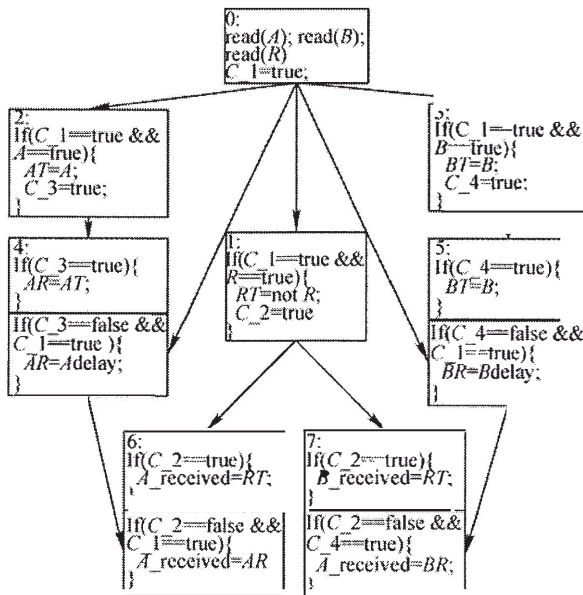 0:
read(A); read(B);
read(R)
C_1=true;
2:
If(C_1==true &&
A==true){
AT=A;
C_3=true;
}
3:
If(C_1==true &&
B==true){
BT=B;
C_4=true;
}
4:
If(C_3==true){
AR=AT;
}
If(C_3==false &&
C_1==true ){
AR=Adelay;
}
1:
If(C_1==true &&
R==true){
RT=not R;
C_2=true
}
5:
If(C_4==true){
BT=B;
}
If(C_4==false &&
C_1==true){
BR=Bdelay;
}
6:
If(C_2==true){
A_received=RT;
}
If(C_2==false &&
C_1==true){
A_received=AR
}
7:
If(C_2==true){
B_received=RT;
}
If(C_2==false &&
C_4==true){
A_received=BR;
}